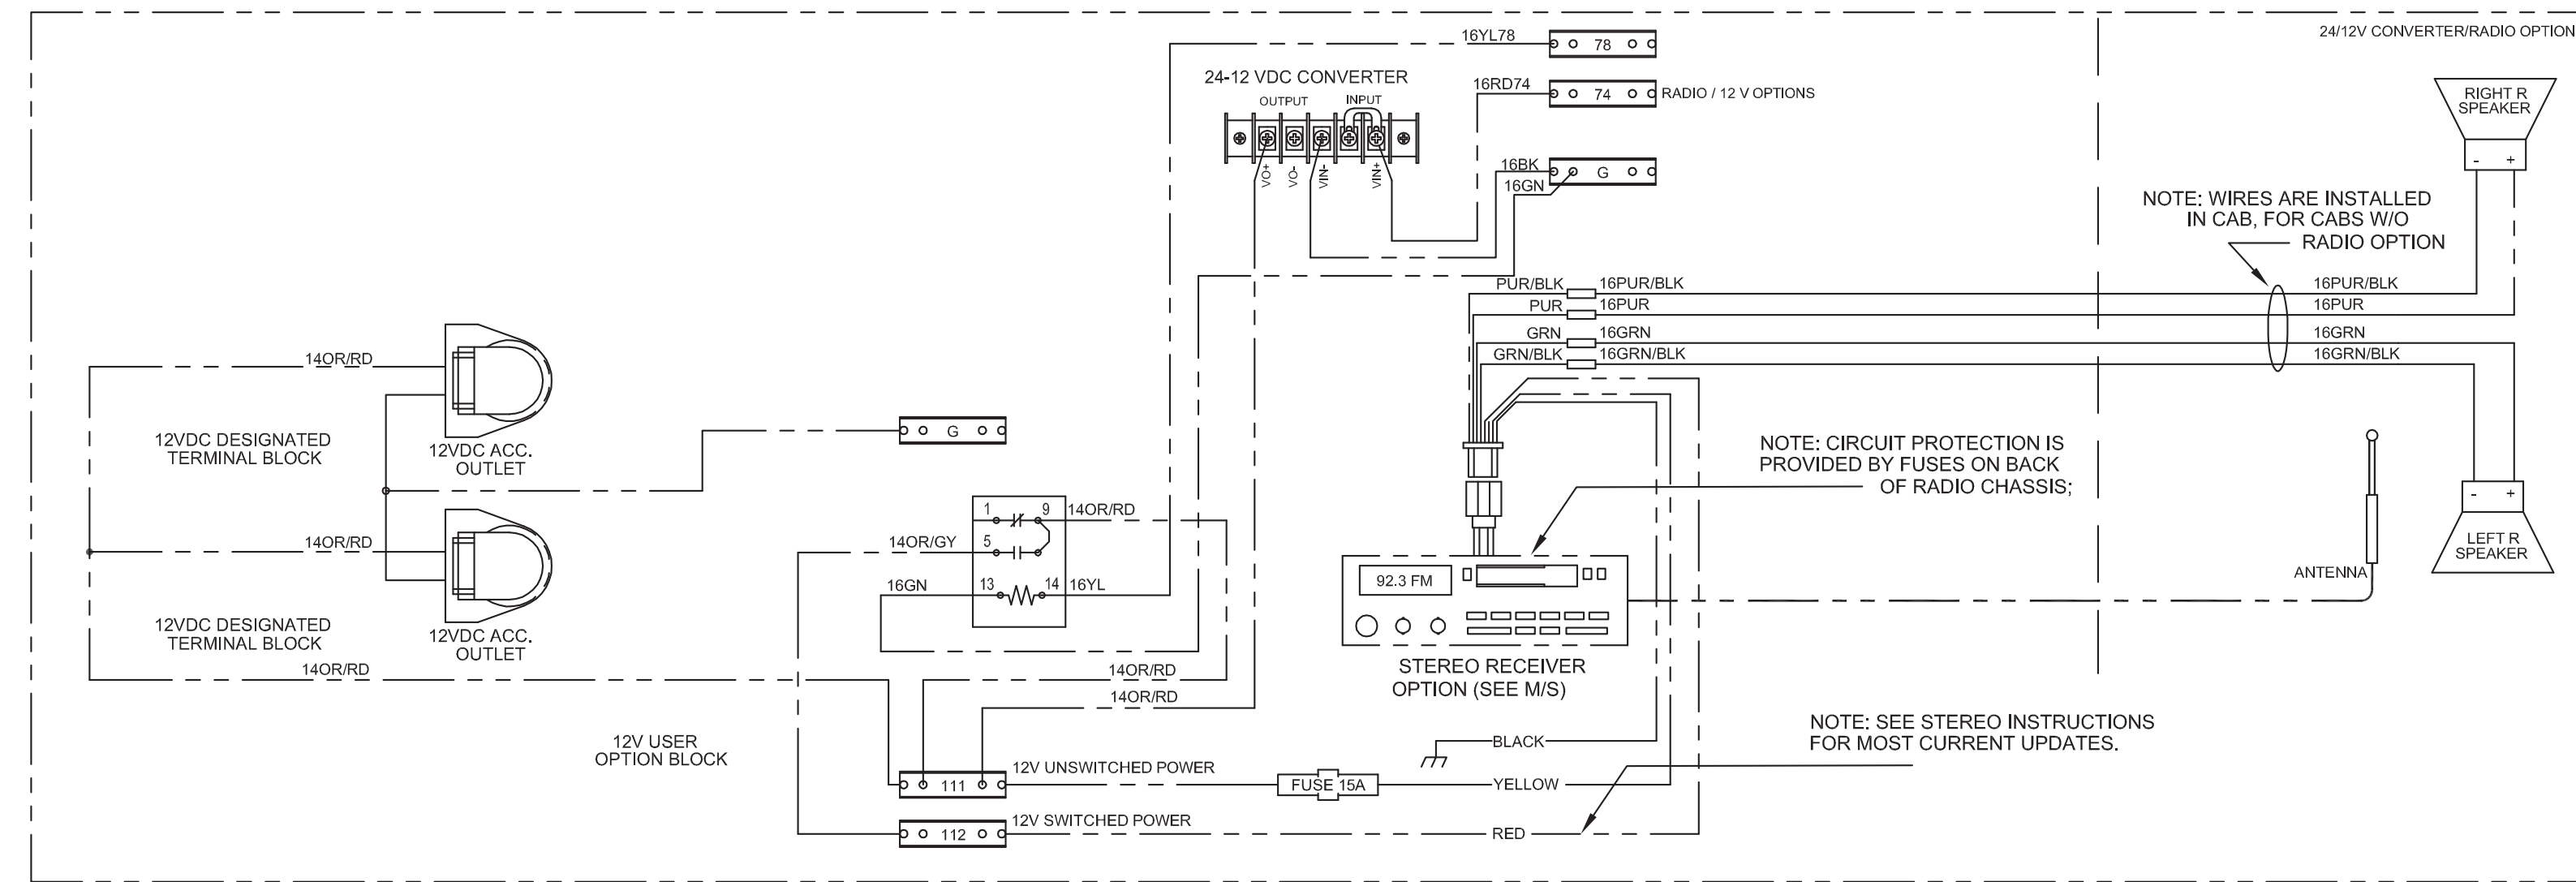 24/12V CONVERTER/RADIO OPTION
16YL78
78
24-12 VDC CONVERTER
OUTPUT
INPUT
VO+
VO-
VIN-
VIN+
16RD74
74
RADIO / 12 V OPTIONS
16BK
16GN
G
RIGHT R
SPEAKER
-
+
NOTE: WIRES ARE INSTALLED
IN CAB, FOR CABS W/O
RADIO OPTION
PUR/BLK
16PUR/BLK
16PUR/BLK
PUR
16PUR
16PUR
GRN
16GRN
16GRN
GRN/BLK
16GRN/BLK
16GRN/BLK
14OR/RD
12VDC DESIGNATED
TERMINAL BLOCK
12VDC ACC.
OUTLET
G
14OR/RD
12VDC DESIGNATED
TERMINAL BLOCK
12VDC ACC.
OUTLET
14OR/RD
1
9
14OR/RD
14OR/GY
5
16GN
13
14
16YL
14OR/RD
14OR/RD
NOTE: CIRCUIT PROTECTION IS
PROVIDED BY FUSES ON BACK
OF RADIO CHASSIS;
92.3 FM
STEREO RECEIVER
OPTION (SEE M/S)
ANTENNA
-
+
LEFT R
SPEAKER
12V USER
OPTION BLOCK
NOTE: SEE STEREO INSTRUCTIONS
FOR MOST CURRENT UPDATES.
BLACK
111
12V UNSWITCHED POWER
FUSE 15A
YELLOW
112
12V SWITCHED POWER
RED